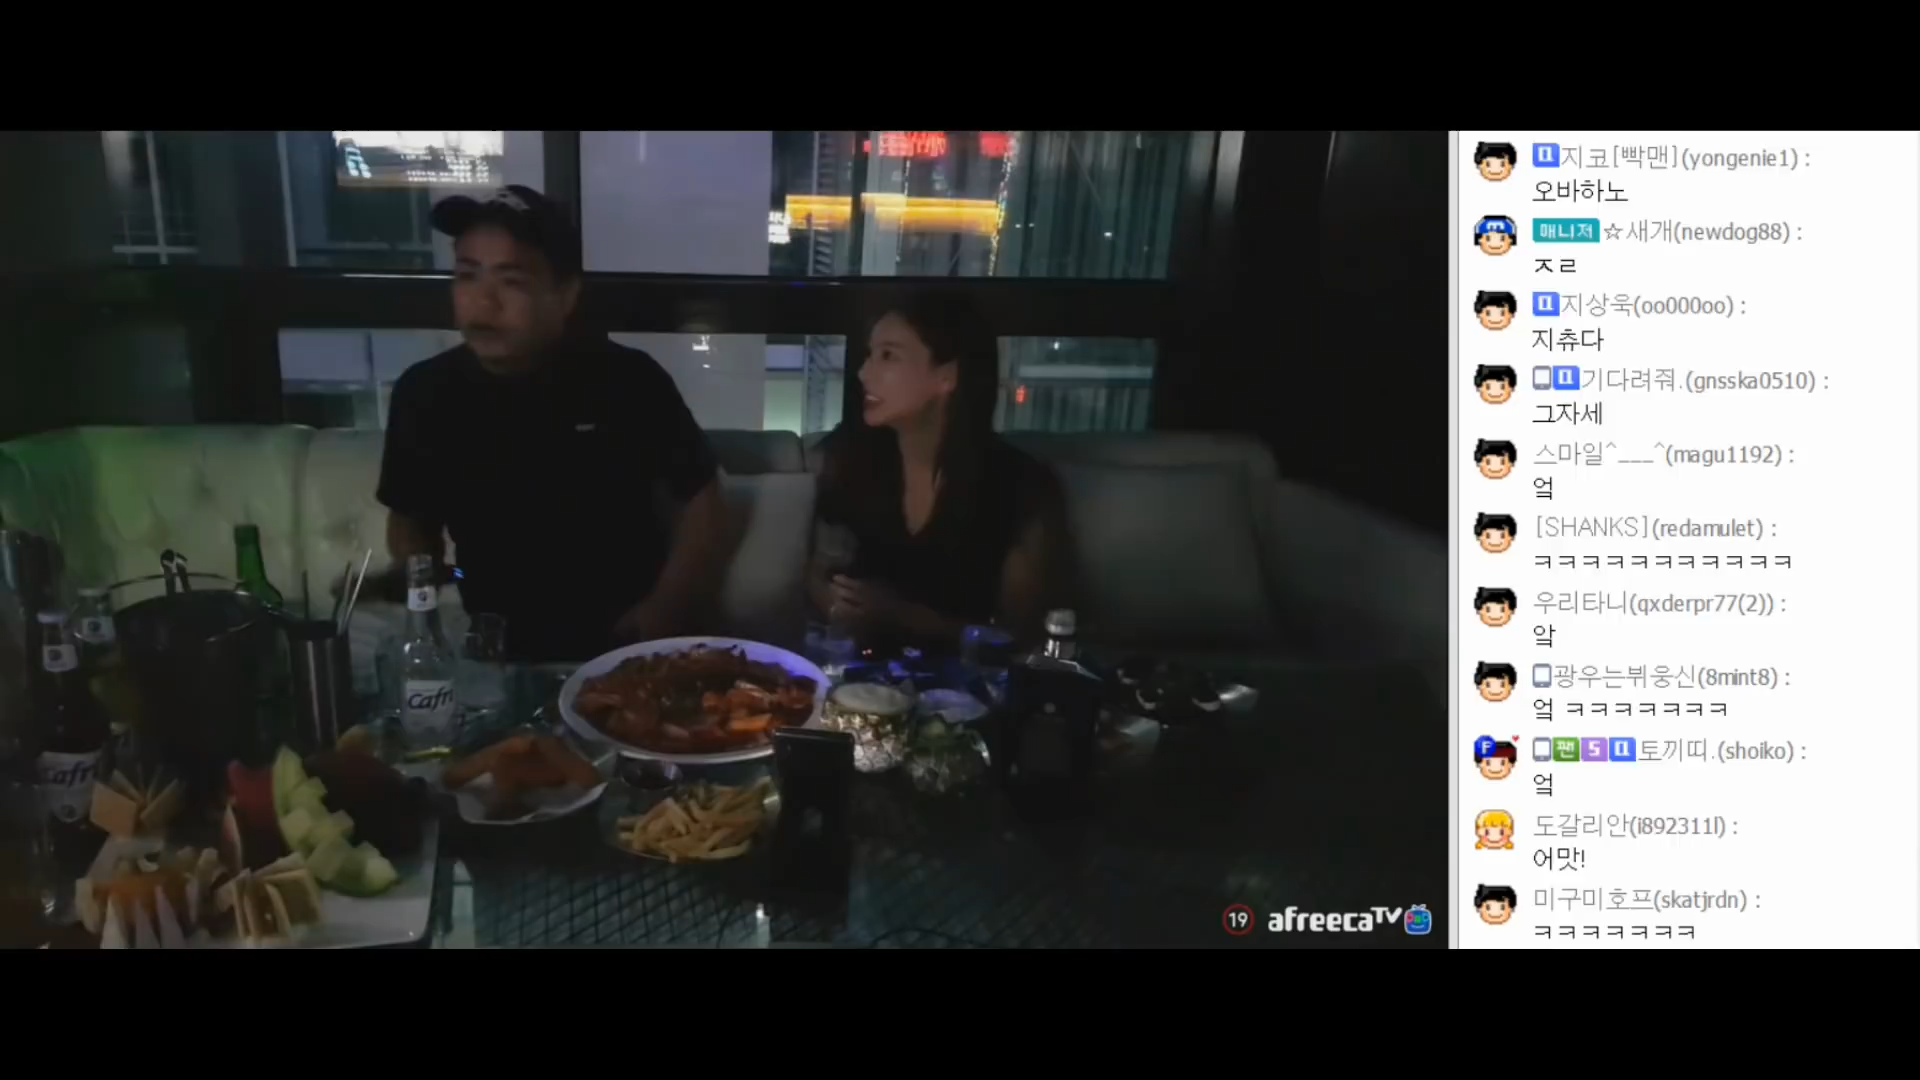 지코[빡맨](yongenie1) :
오바하노
매니저 ☆새개(newdog88) :
ㅈㄹ
지상욱(oo000oo) :
지츄다
기다려줘.(gnsska0510) :
그자세
스마일^___^(magu1192) :
엌
[SHANKS](redamulet) :
ㅋㅋㅋㅋㅋㅋㅋㅋㅋㅋㅋ
우리타니(qxderpr77(2)) :
앜
광우는뷔웅신(8mint8) :
엌 ㅋㅋㅋㅋㅋㅋㅋ
팬 S 토끼띠.(shoiko) :
엌
도갈리안(i892311l) :
어맛!
미구미호프(skatjrdn) :
ㅋㅋㅋㅋㅋㅋㅋ
Cafri
Cafri
19 afreecaTV